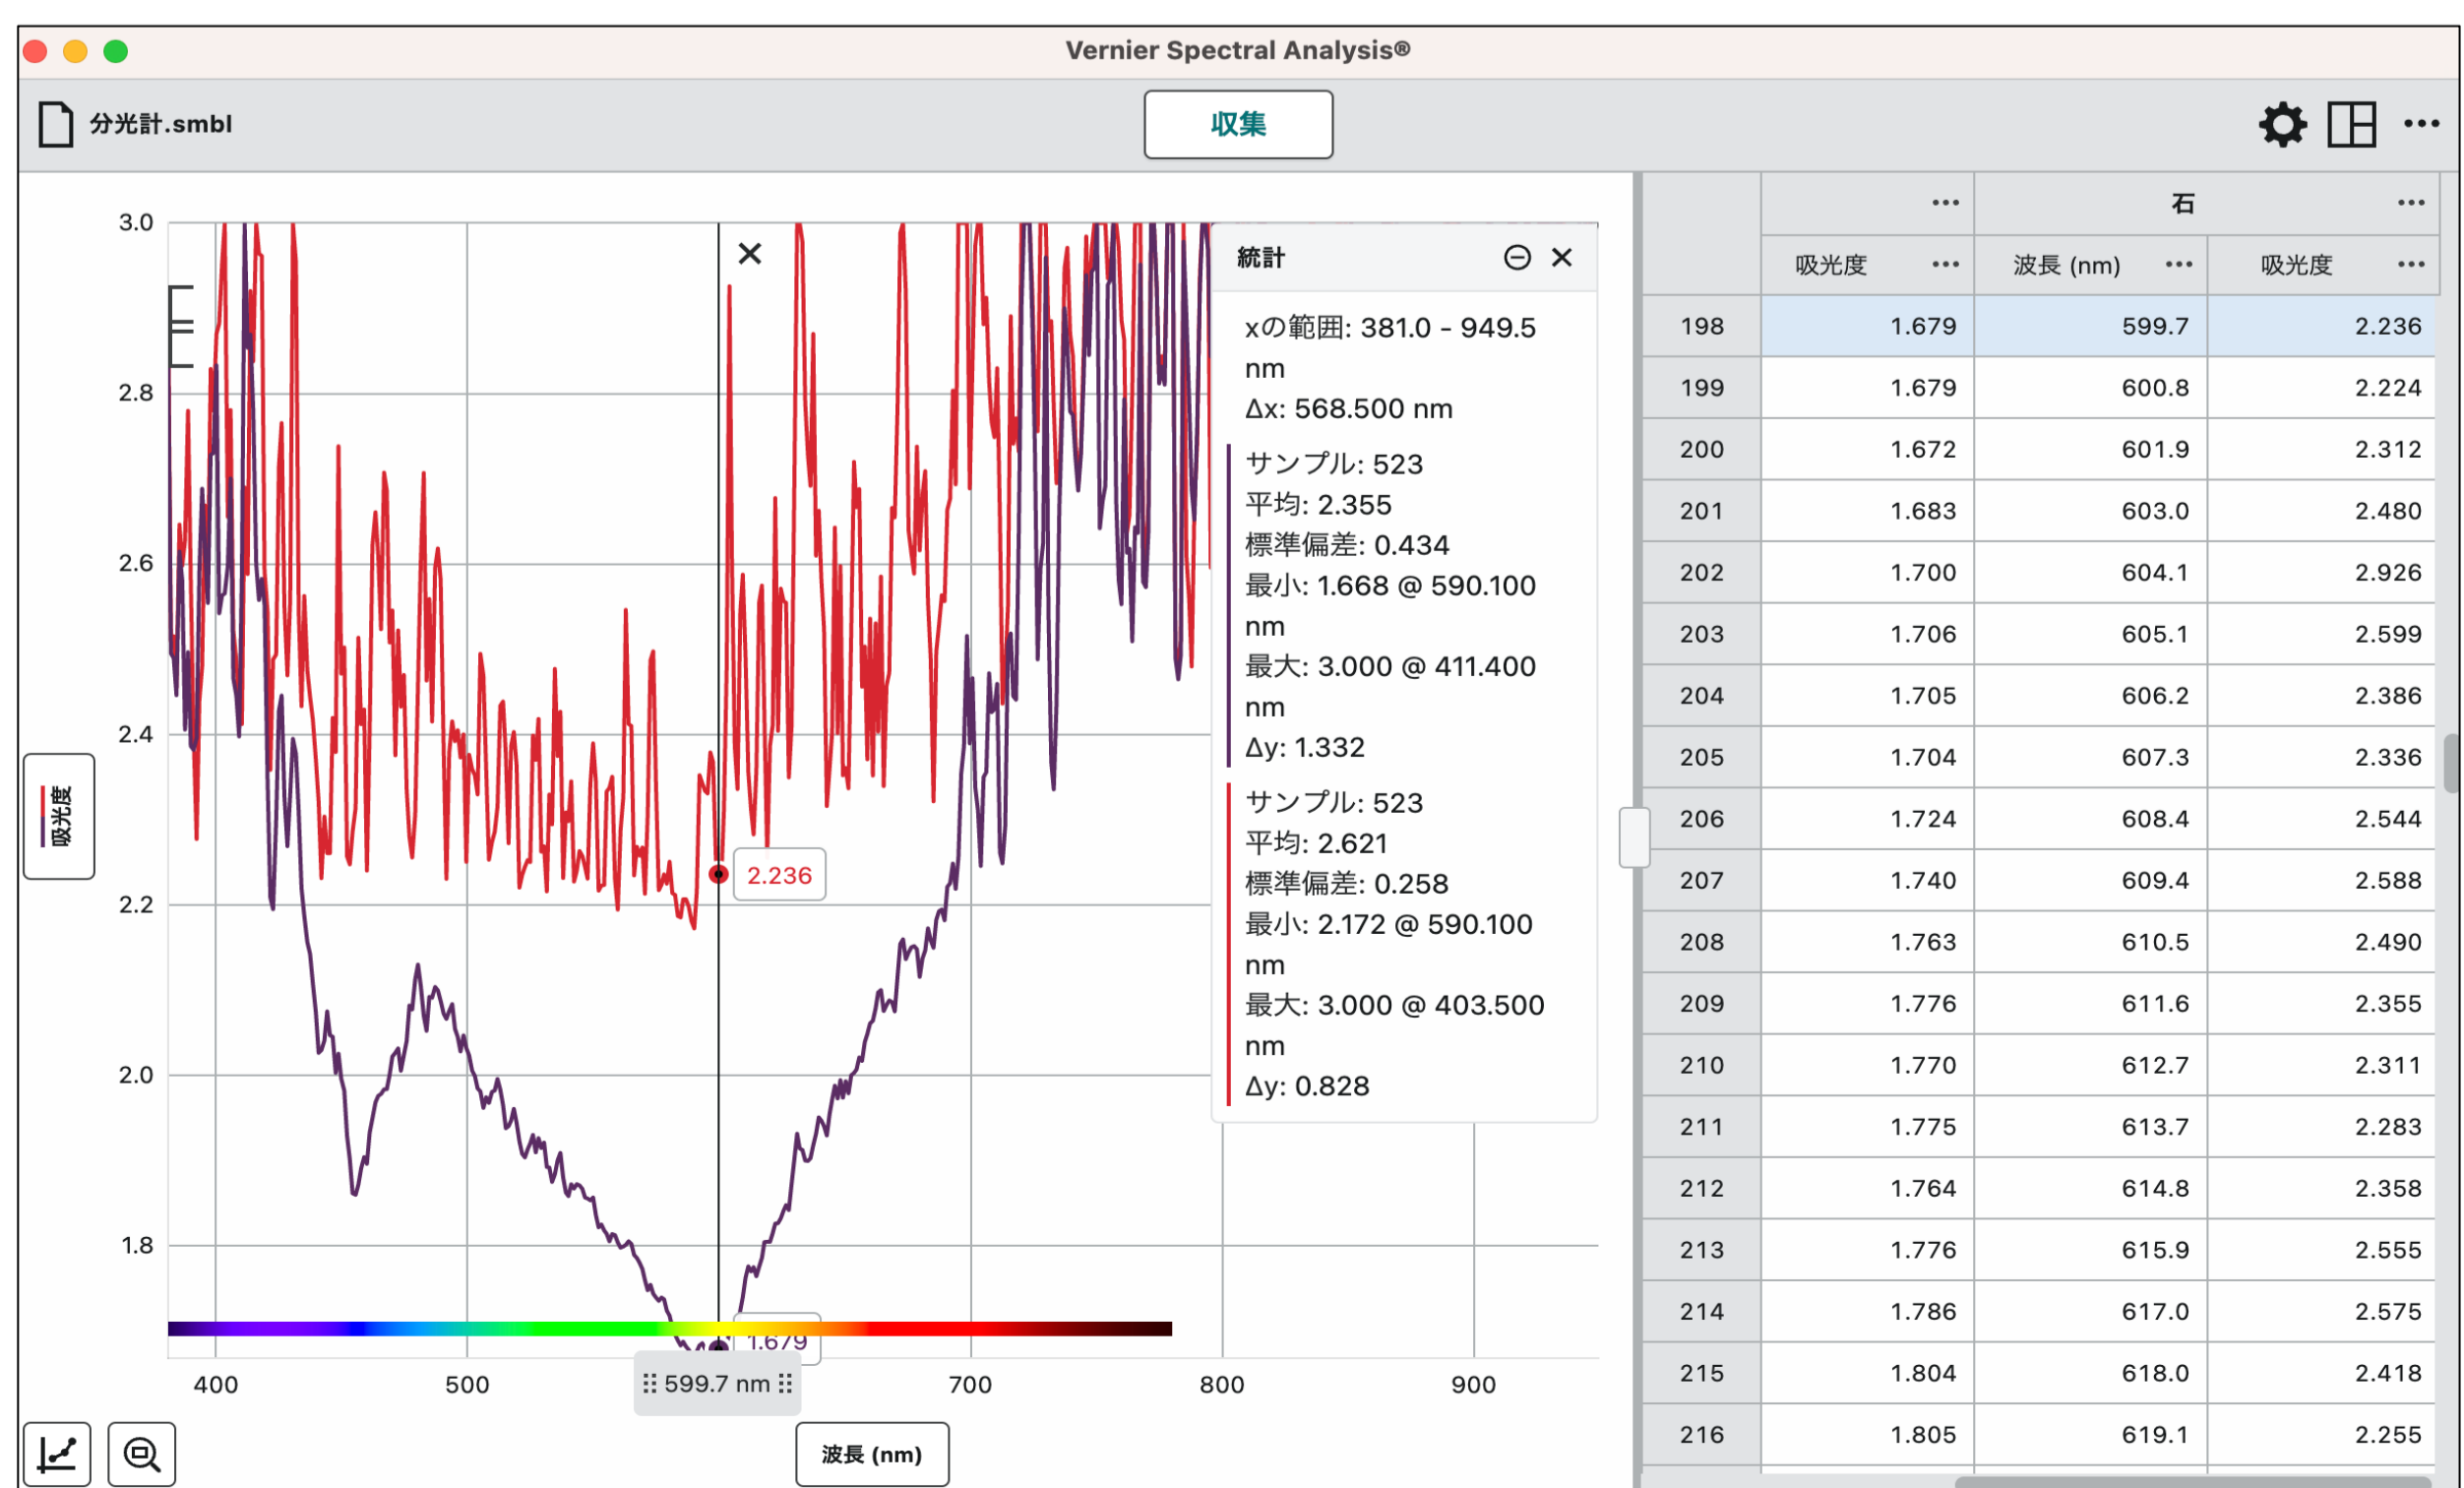 Vernier Spectral Analysis®
分光計.smbl
収集
3.0
2.8
2.6
2.4
2.2
2.0
1.8
吸光度
2.236
1.679
599.7 nm
400
500
700
800
900
波長 (nm)
統計
xの範囲: 381.0 - 949.5
nm
Δx: 568.500 nm
サンプル: 523
平均: 2.355
標準偏差: 0.434
最小: 1.668 @ 590.100
nm
最大: 3.000 @ 411.400
nm
Δy: 1.332
サンプル: 523
平均: 2.621
標準偏差: 0.258
最小: 2.172 @ 590.100
nm
最大: 3.000 @ 403.500
nm
Δy: 0.828
石
吸光度 波長 (nm) 吸光度
198 1.679 599.7 2.236
199 1.679 600.8 2.224
200 1.672 601.9 2.312
201 1.683 603.0 2.480
202 1.700 604.1 2.926
203 1.706 605.1 2.599
204 1.705 606.2 2.386
205 1.704 607.3 2.336
206 1.724 608.4 2.544
207 1.740 609.4 2.588
208 1.763 610.5 2.490
209 1.776 611.6 2.355
210 1.770 612.7 2.311
211 1.775 613.7 2.283
212 1.764 614.8 2.358
213 1.776 615.9 2.555
214 1.786 617.0 2.575
215 1.804 618.0 2.418
216 1.805 619.1 2.255